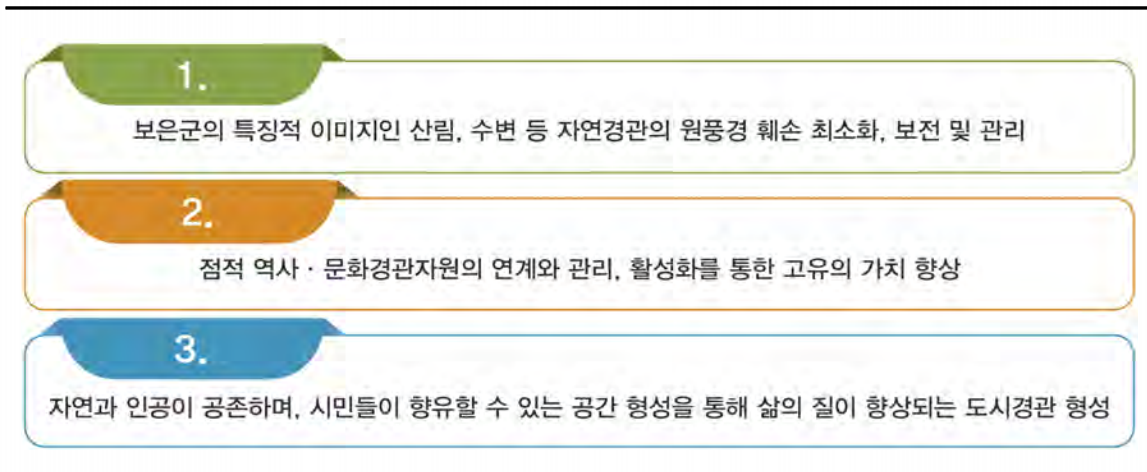 1.
보은군의 특징적 이미지인 산림, 수변 등 자연경관의 원풍경 훼손 최소화, 보전 및 관리
2.
점적 역사 · 문화경관자원의 연계와 관리, 활성화를 통한 고유의 가치 향상
3.
자연과 인공이 공존하며, 시민들이 향유할 수 있는 공간 형성을 통해 삶의 질이 향상되는 도시경관 형성